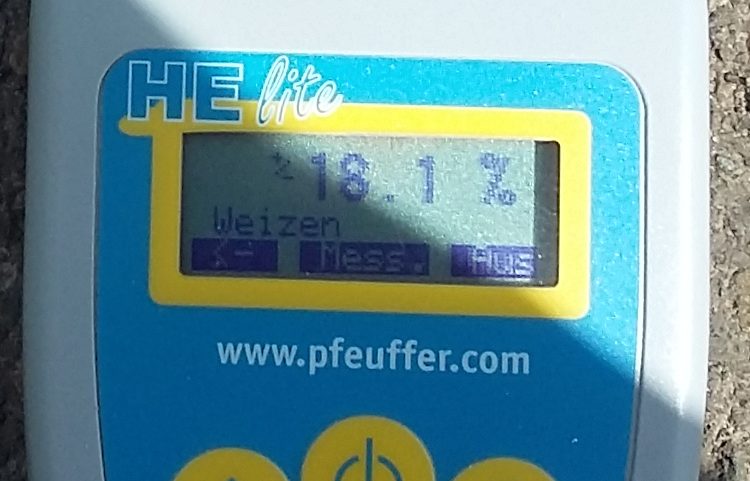 HE lite
18.1 %
Weizen
Mess. Aus
www.pfeuffer.com